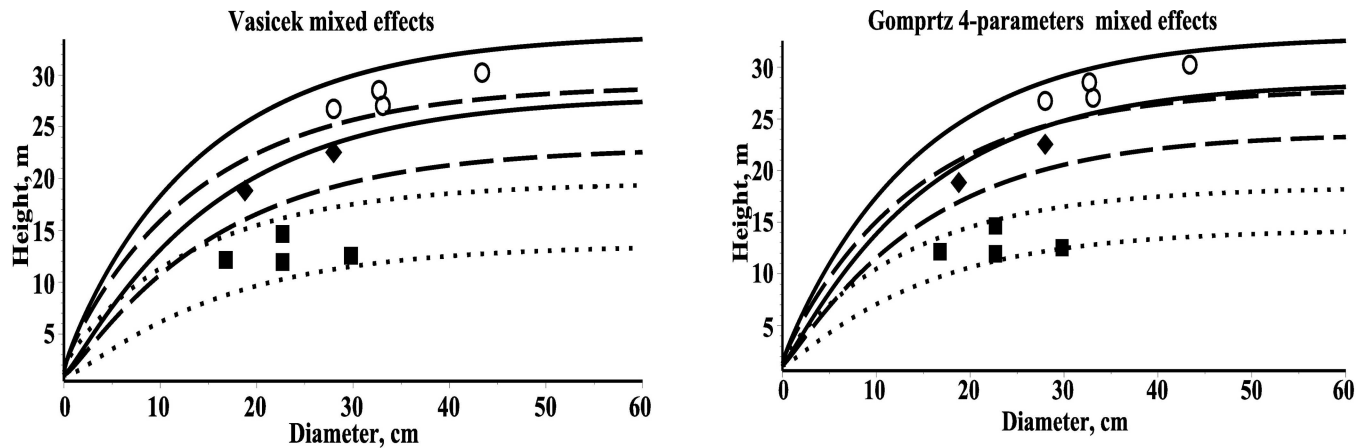 Vasicek mixed effects
Height, m
30
25
20
15
10
5
0 10 20 30 40 50 60
Diameter, cm
Gomprtz 4-parameters mixed effects
Height, m
30
25
20
15
10
5
0 10 20 30 40 50 60
Diameter, cm